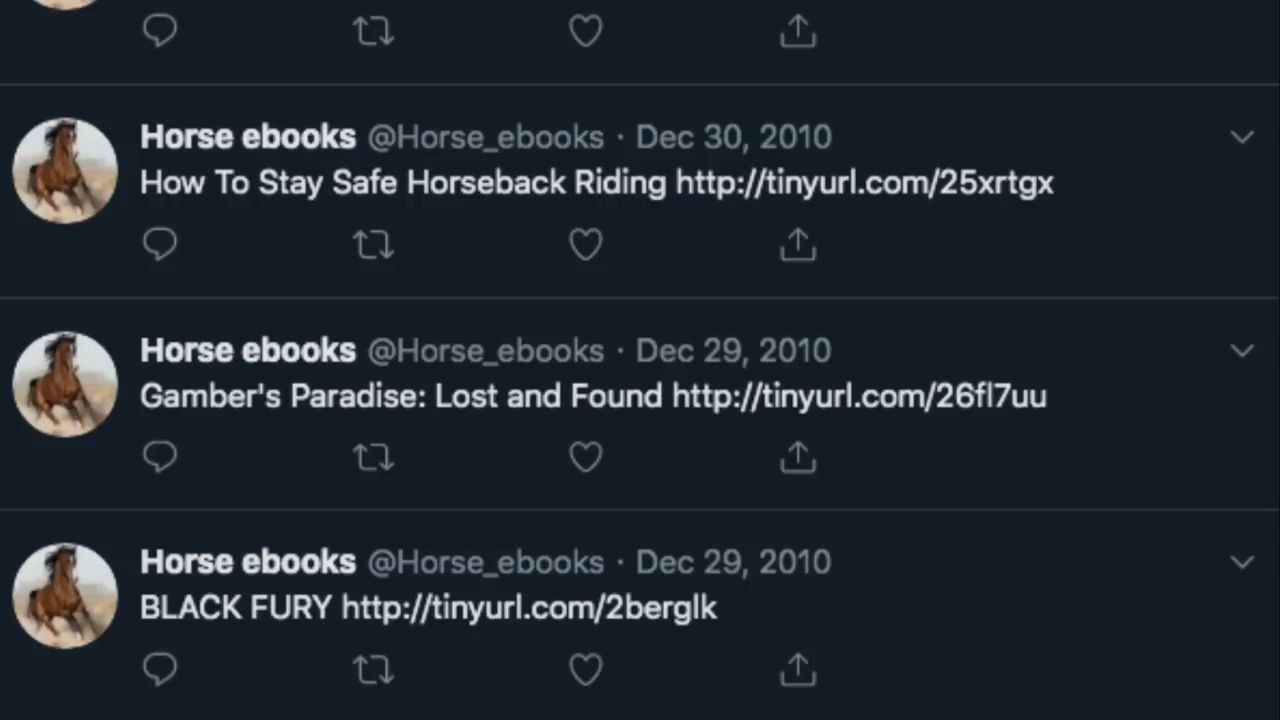 Horse ebooks @Horse_ebooks · Dec 30, 2010
How To Stay Safe Horseback Riding http://tinyurl.com/25xrtgx
Horse ebooks @Horse_ebooks · Dec 29, 2010
Gamber's Paradise: Lost and Found http://tinyurl.com/26fl7uu
Horse ebooks @Horse_ebooks · Dec 29, 2010
BLACK FURY http://tinyurl.com/2berglk